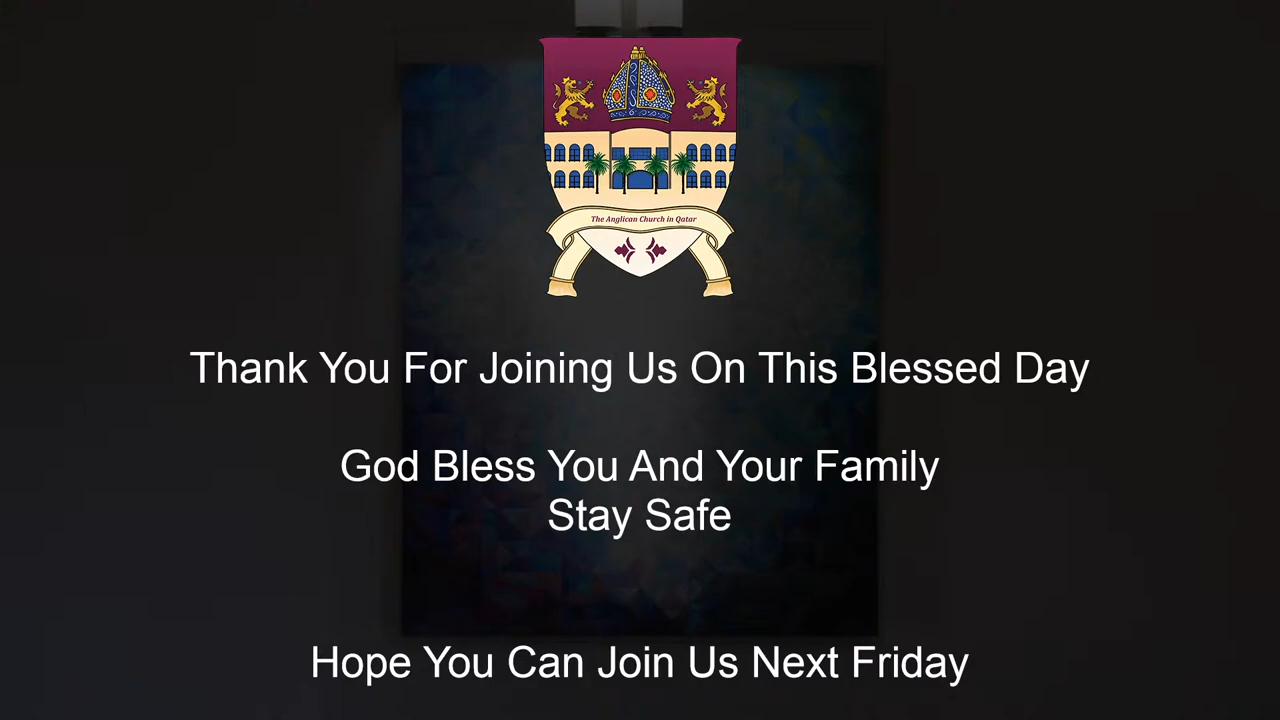 The Anglican Church in Qatar
Thank You For Joining Us On This Blessed Day
God Bless You And Your Family
Stay Safe
Hope You Can Join Us Next Friday